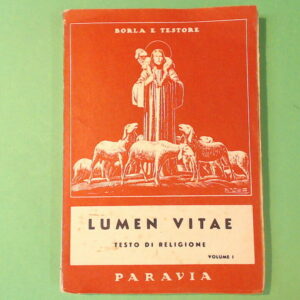 BORLA E TESTORE
LUMEN VITAE
TESTO DI RELIGIONE
VOLUME I
PARAVIA